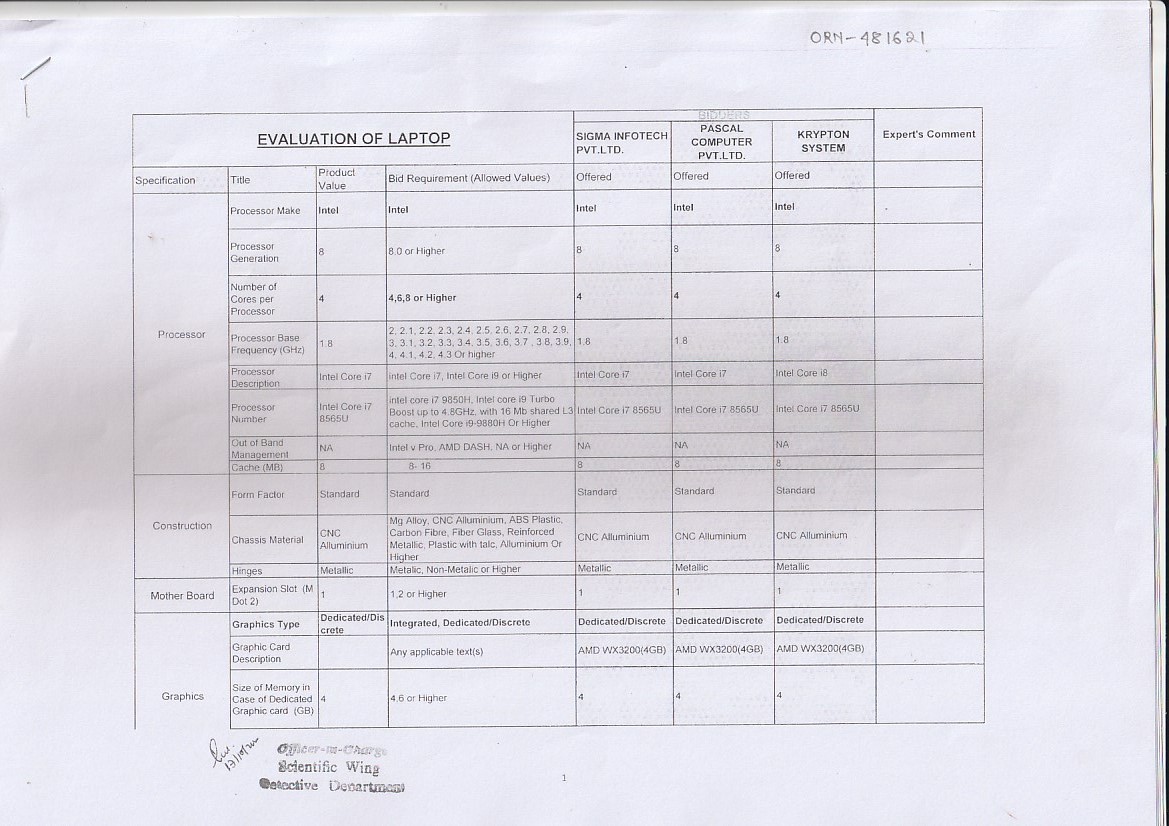 ORN-481621
BIDDERS
EVALUATION OF LAPTOP
SIGMA INFOTECH
PVT.LTD.
PASCAL
COMPUTER
PVT.LTD.
KRYPTON
SYSTEM
Expert's Comment
Specification Title Product
Value Bid Requirement (Allowed Values) Offered Offered Offered
Processor
Processor Make Intel Intel Intel Intel Intel
Processor
Generation 8 8.0 or Higher 8 8 8
Number of
Cores per
Processor 4 4,6,8 or Higher 4 4 4
Processor Base
Frequency (GHz) 1.8
2, 2.1, 2.2, 2.3, 2.4, 2.5, 2.6, 2.7, 2.8, 2.9,
3, 3.1, 3.2, 3.3, 3.4, 3.5, 3.6, 3.7 , 3.8, 3.9,
4, 4.1, 4.2, 4.3 Or higher
1.8 1.8 1.8
Processor
Description Intel Core i7 intel Core i7, Intel Core i9 or Higher Intel Core i7 Intel Core i7 Intel Core i8
Processor
Number
Intel Core i7
8565U
intel core i7 9850H, Intel core i9 Turbo
Boost up to 4.8GHz, with 16 Mb shared L3
cache, Intel Core i9-9880H Or Higher
Intel Core i7 8565U Intel Core i7 8565U Intel Core i7 8565U
Out of Band
Management NA Intel v Pro, AMD DASH, NA or Higher NA NA NA
Cache (MB) 8 8- 16 8 8 8
Construction
Form Factor Standard Standard Standard Standard Standard
Chassis Material
CNC
Alluminium
Mg Alloy, CNC Alluminium, ABS Plastic,
Carbon Fibre, Fiber Glass, Reinforced
Metallic, Plastic with talc, Alluminium Or
Higher
CNC Alluminium CNC Alluminium CNC Alluminium
Hinges Metallic Metalic, Non-Metalic or Higher Metallic Metallic Metallic
Mother Board
Expansion Slot (M
Dot 2) 1 1,2 or Higher 1 1 1
Graphics
Graphics Type
Dedicated/Dis
crete
Integrated, Dedicated/Discrete Dedicated/Discrete Dedicated/Discrete Dedicated/Discrete
Graphic Card
Description Any applicable text(s) AMD WX3200(4GB) AMD WX3200(4GB) AMD WX3200(4GB)
Size of Memory in
Case of Dedicated
Graphic card (GB) 4 4,6 or Higher 4 4 4
Officer-in-Charge
Scientific Wing
Detective Department
1